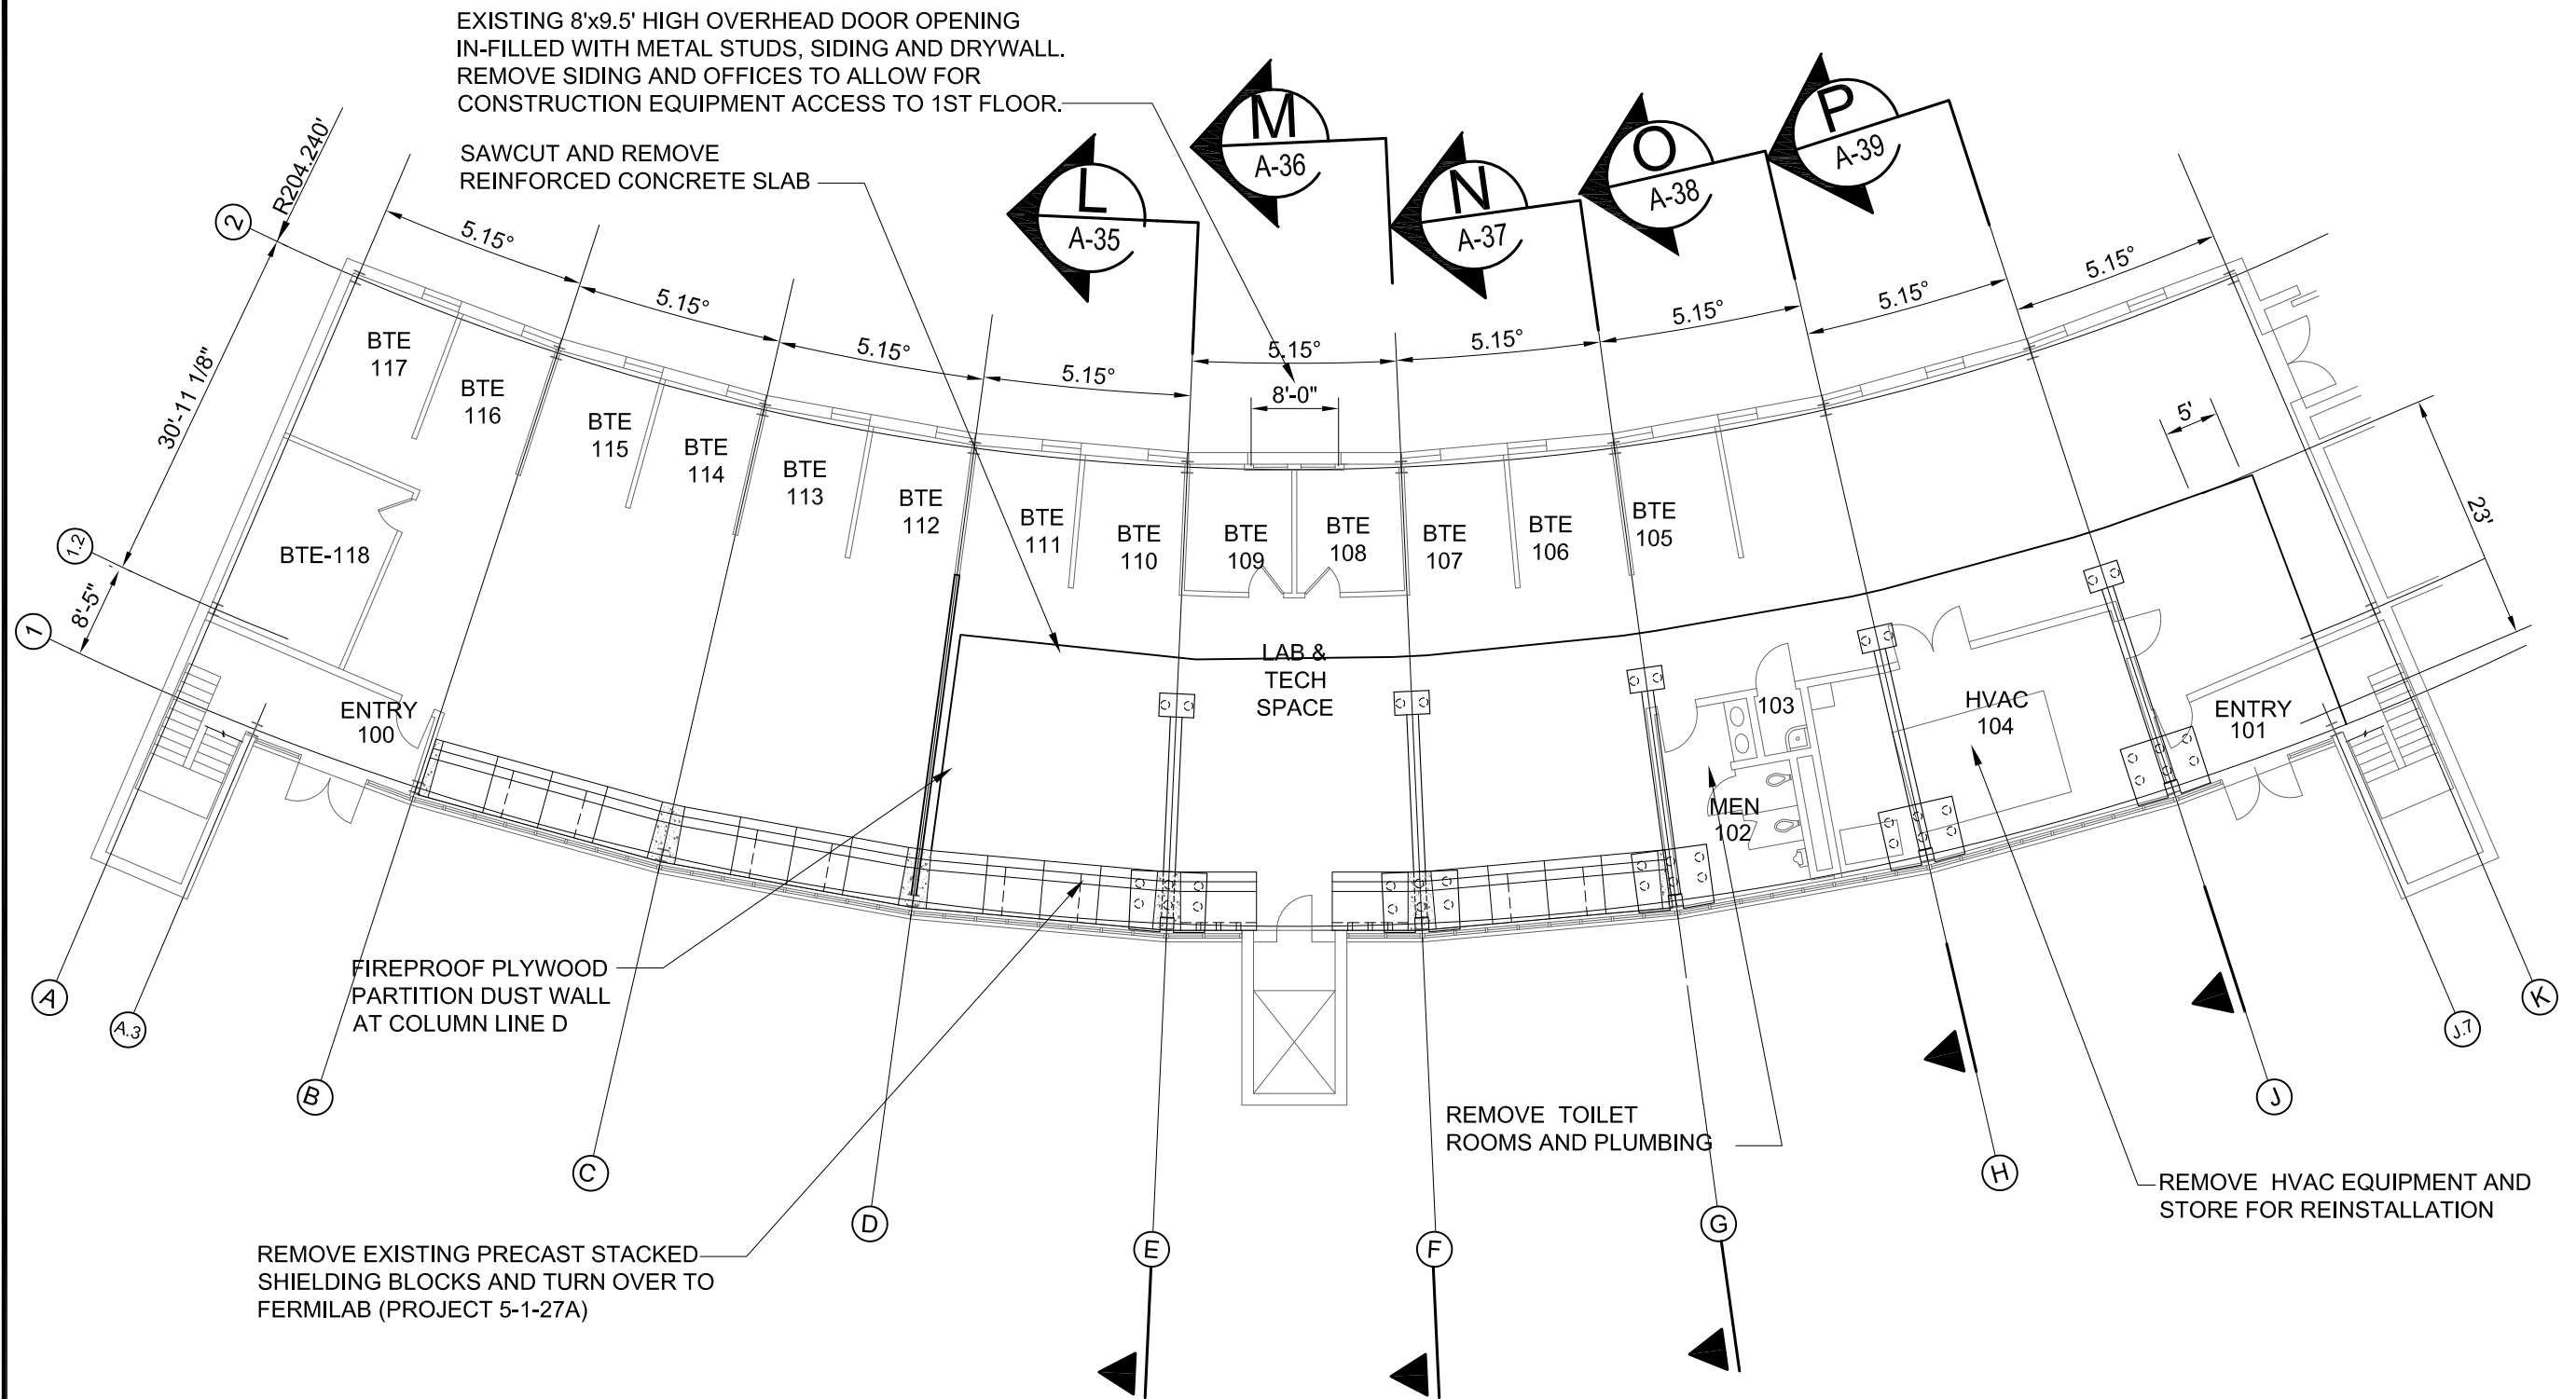 EXISTING 8'x9.5' HIGH OVERHEAD DOOR OPENING
IN-FILLED WITH METAL STUDS, SIDING AND DRYWALL.
REMOVE SIDING AND OFFICES TO ALLOW FOR
CONSTRUCTION EQUIPMENT ACCESS TO 1ST FLOOR.
SAWCUT AND REMOVE
REINFORCED CONCRETE SLAB
L
A-35
M
A-36
N
A-37
O
A-38
P
A-39
R204.240'
2
30'-11 1/8"
1.2
8'-5"
1
5.15°
5.15°
5.15°
5.15°
5.15°
5.15°
5.15°
5.15°
5.15°
8'-0"
5'
23'
BTE
117
BTE
116
BTE
115
BTE
114
BTE
113
BTE
112
BTE
111
BTE
110
BTE
109
BTE
108
BTE
107
BTE
106
BTE
105
BTE-118
LAB &
TECH
SPACE
ENTRY
100
103
MEN
102
HVAC
104
ENTRY
101
FIREPROOF PLYWOOD
PARTITION DUST WALL
AT COLUMN LINE D
REMOVE TOILET
ROOMS AND PLUMBING
REMOVE HVAC EQUIPMENT AND
STORE FOR REINSTALLATION
REMOVE EXISTING PRECAST STACKED
SHIELDING BLOCKS AND TURN OVER TO
FERMILAB (PROJECT 5-1-27A)
A
A.3
B
C
D
E
F
G
H
J
J.7
K